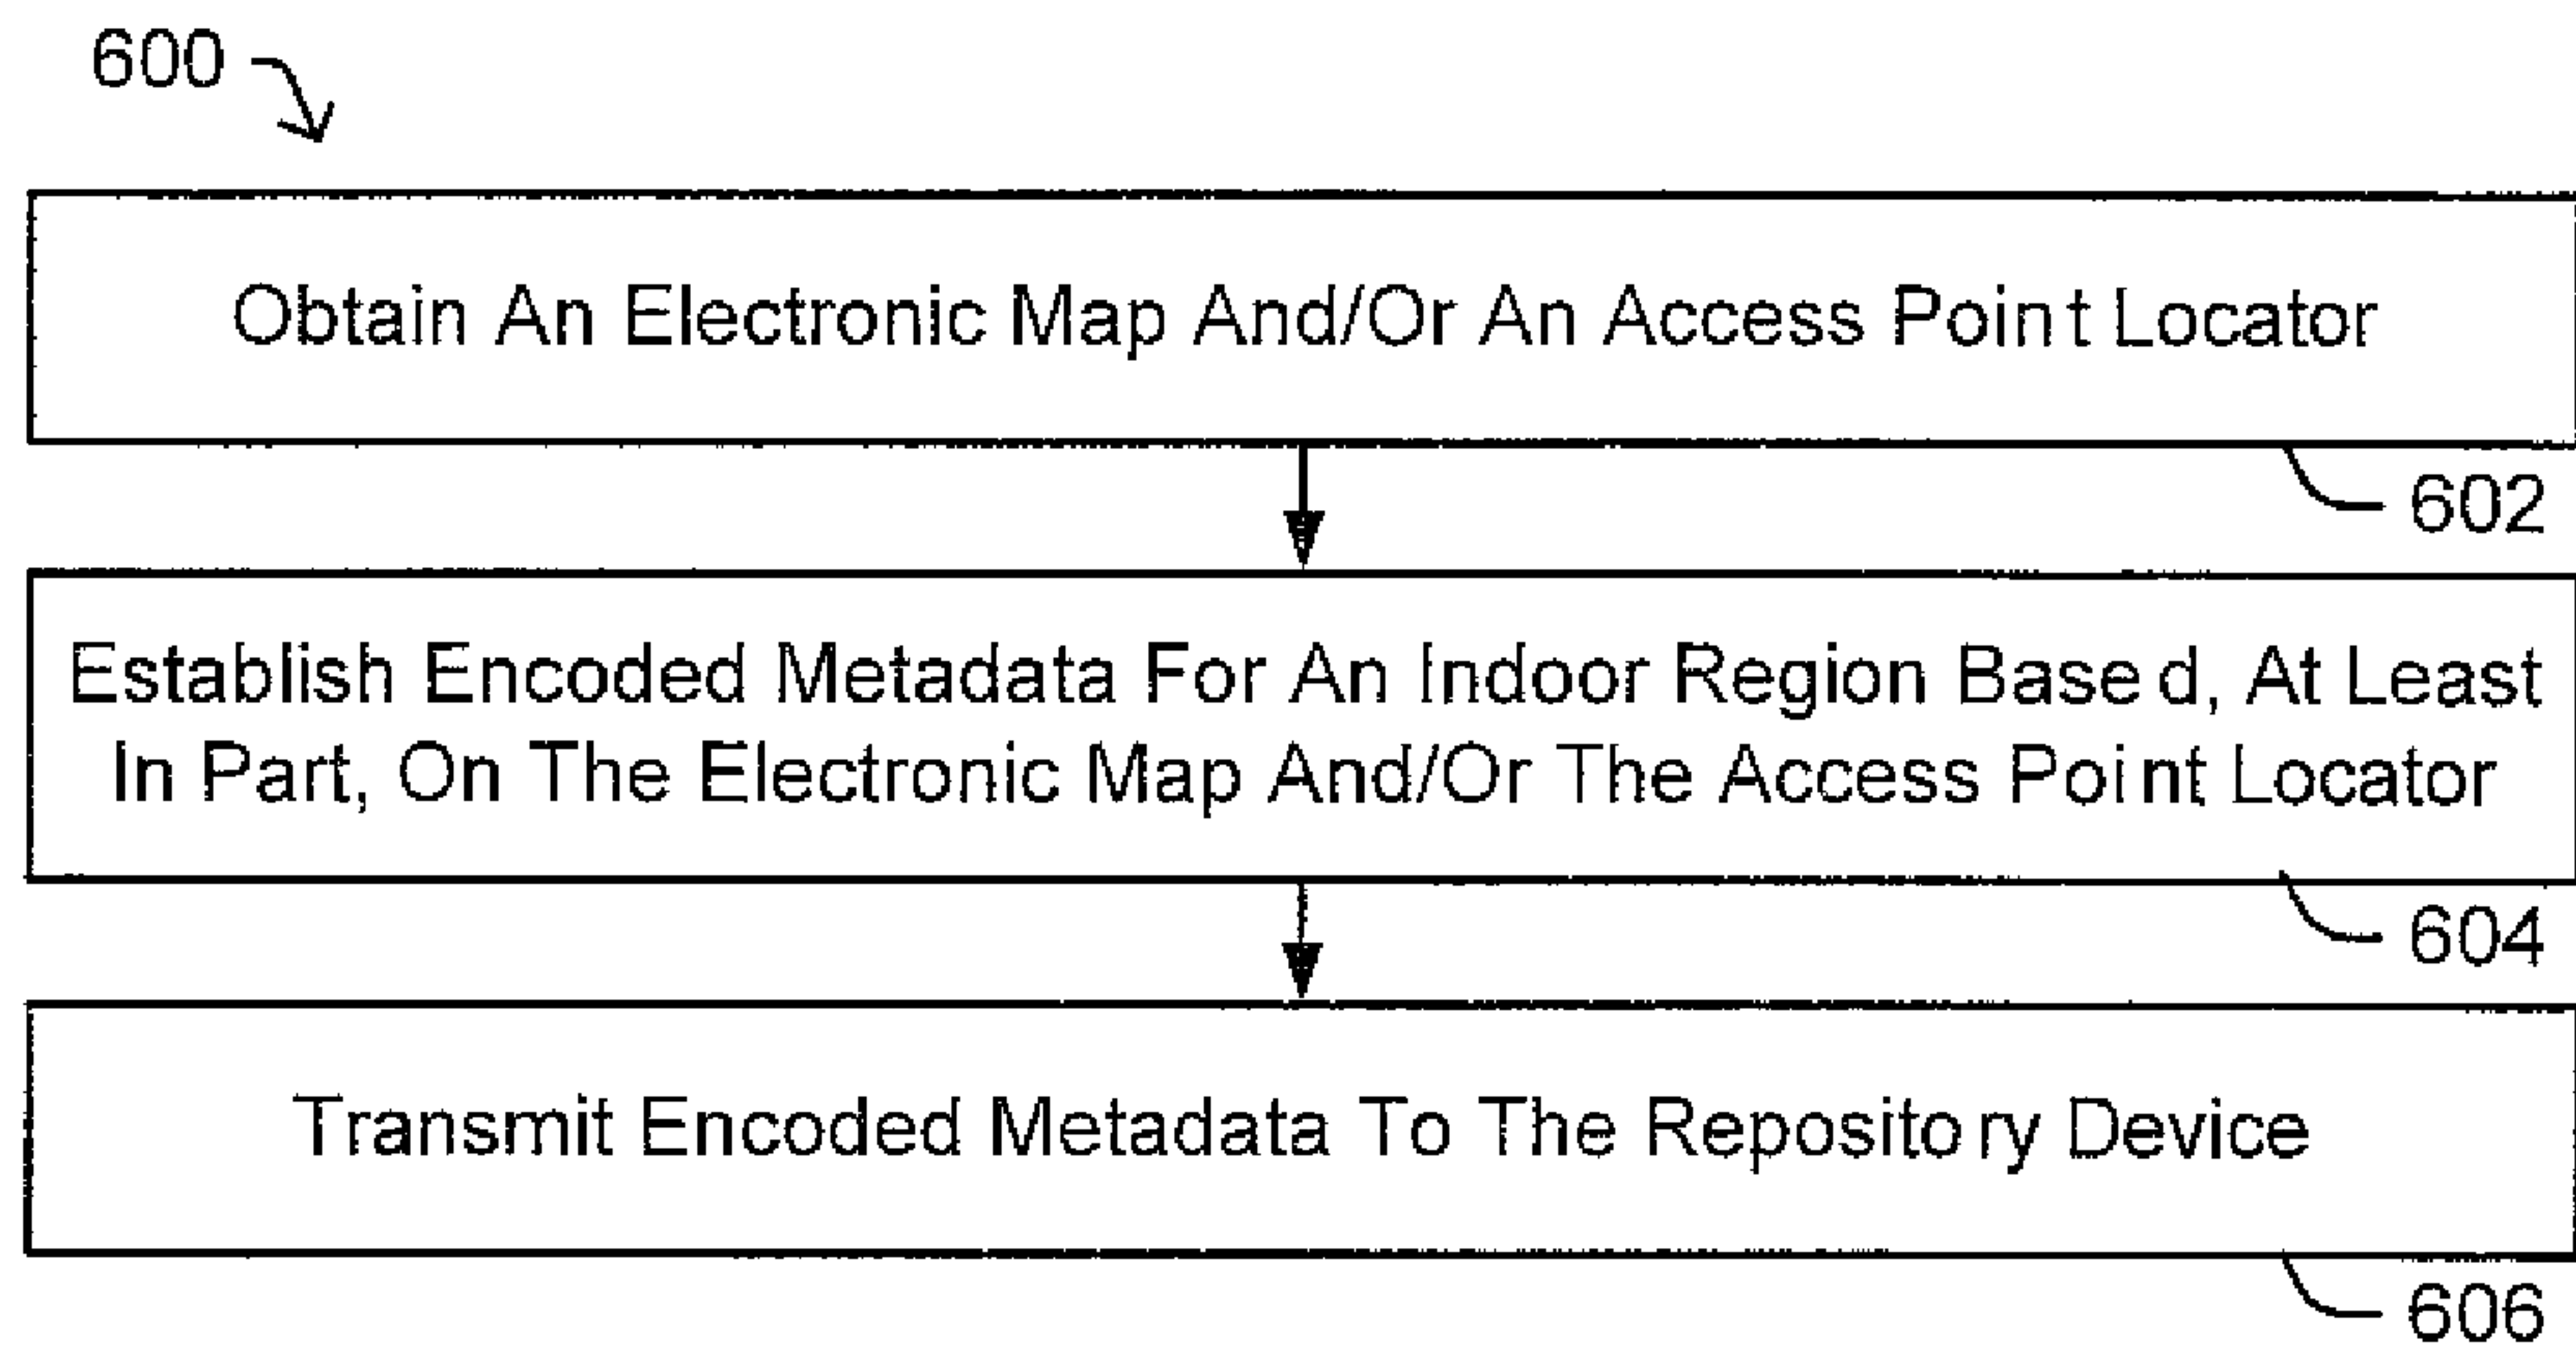 600
Obtain An Electronic Map And/Or An Access Point Locator
602
Establish Encoded Metadata For An Indoor Region Based, At Least
In Part, On The Electronic Map And/Or The Access Point Locator
604
Transmit Encoded Metadata To The Repository Device
606